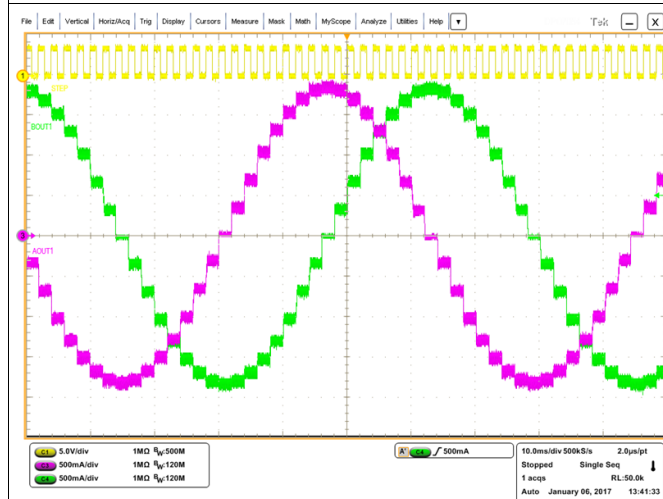 File Edit Vertical Horiz/Acq Trig Display Cursors Measure Mask Math MyScope Analyze Utilities Help Tek X
1
STEP
BOUT1
3
AOUT1
C1 5.0V/div 1MΩ BW:500M
C3 500mA/div 1MΩ BW:120M
C4 500mA/div 1MΩ BW:120M
A' C4 500mA
10.0ms/div 500kS/s 2.0µs/pt
Stopped Single Seq
1 acqs RL:50.0k
Auto January 06, 2017 13:41:33